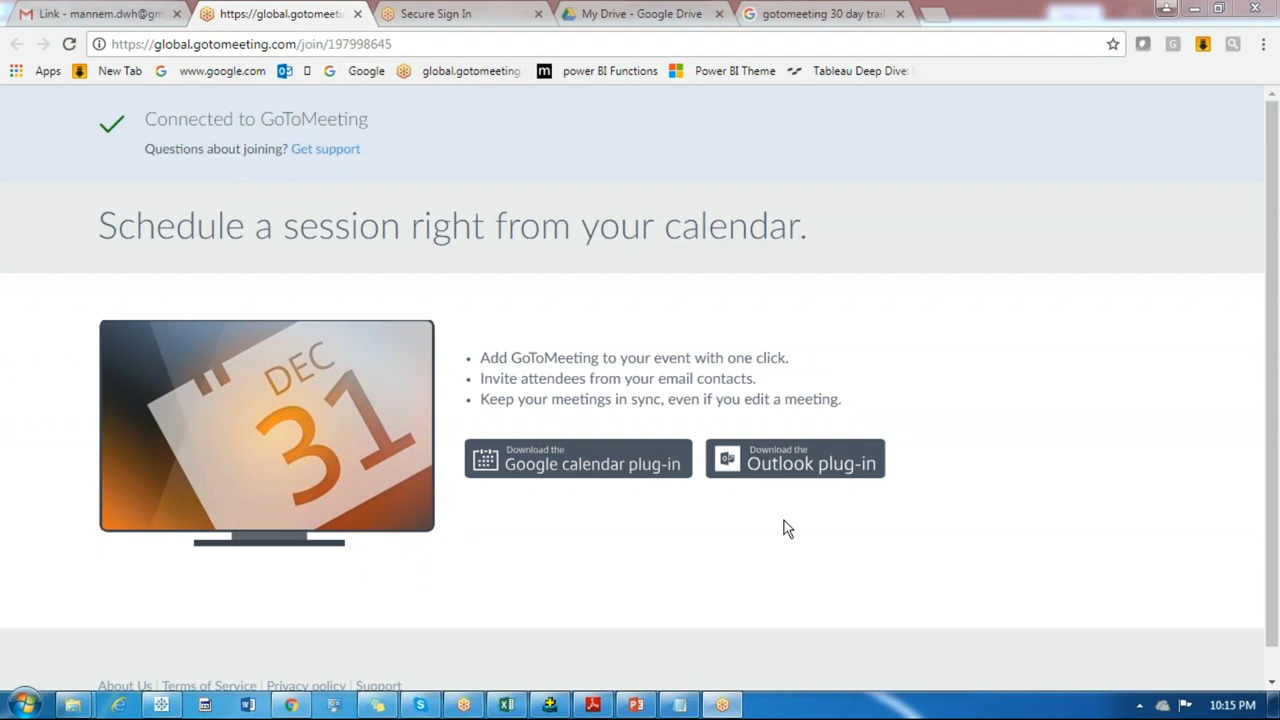 Link - mannem.dwh@gm
https://global.gotomeetin
Secure Sign In
My Drive - Google Drive
gotomeeting 30 day trail
https://global.gotomeeting.com/join/197998645
Apps
New Tab
www.google.com
Google
global.gotomeeting.
power BI Functions
Power BI Theme
Tableau Deep Dive:
Connected to GoToMeeting
Questions about joining? Get support
Schedule a session right from your calendar.
DEC
31
• Add GoToMeeting to your event with one click.
• Invite attendees from your email contacts.
• Keep your meetings in sync, even if you edit a meeting.
Download the
Google calendar plug-in
Download the
Outlook plug-in
About Us | Terms of Service | Privacy policy | Support
10:15 PM